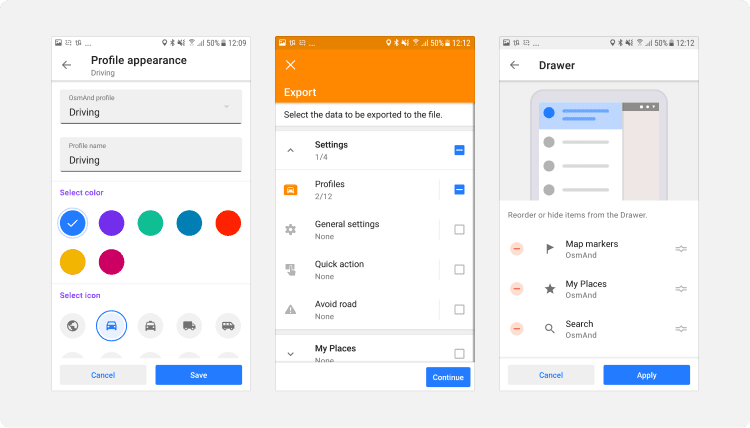 ... 50% 12:09
Profile appearance
Driving
OsmAnd profile
Driving
Profile name
Driving
Select color
Select icon
Cancel
Save
... 50% 12:12
Export
Select the data to be exported to the file.
Settings
1/4
Profiles
2/12
General settings
None
Quick action
None
Avoid road
None
My Places
None
Continue
... 50% 12:12
Drawer
Reorder or hide items from the Drawer.
Map markers
OsmAnd
My Places
OsmAnd
Search
OsmAnd
Cancel
Apply